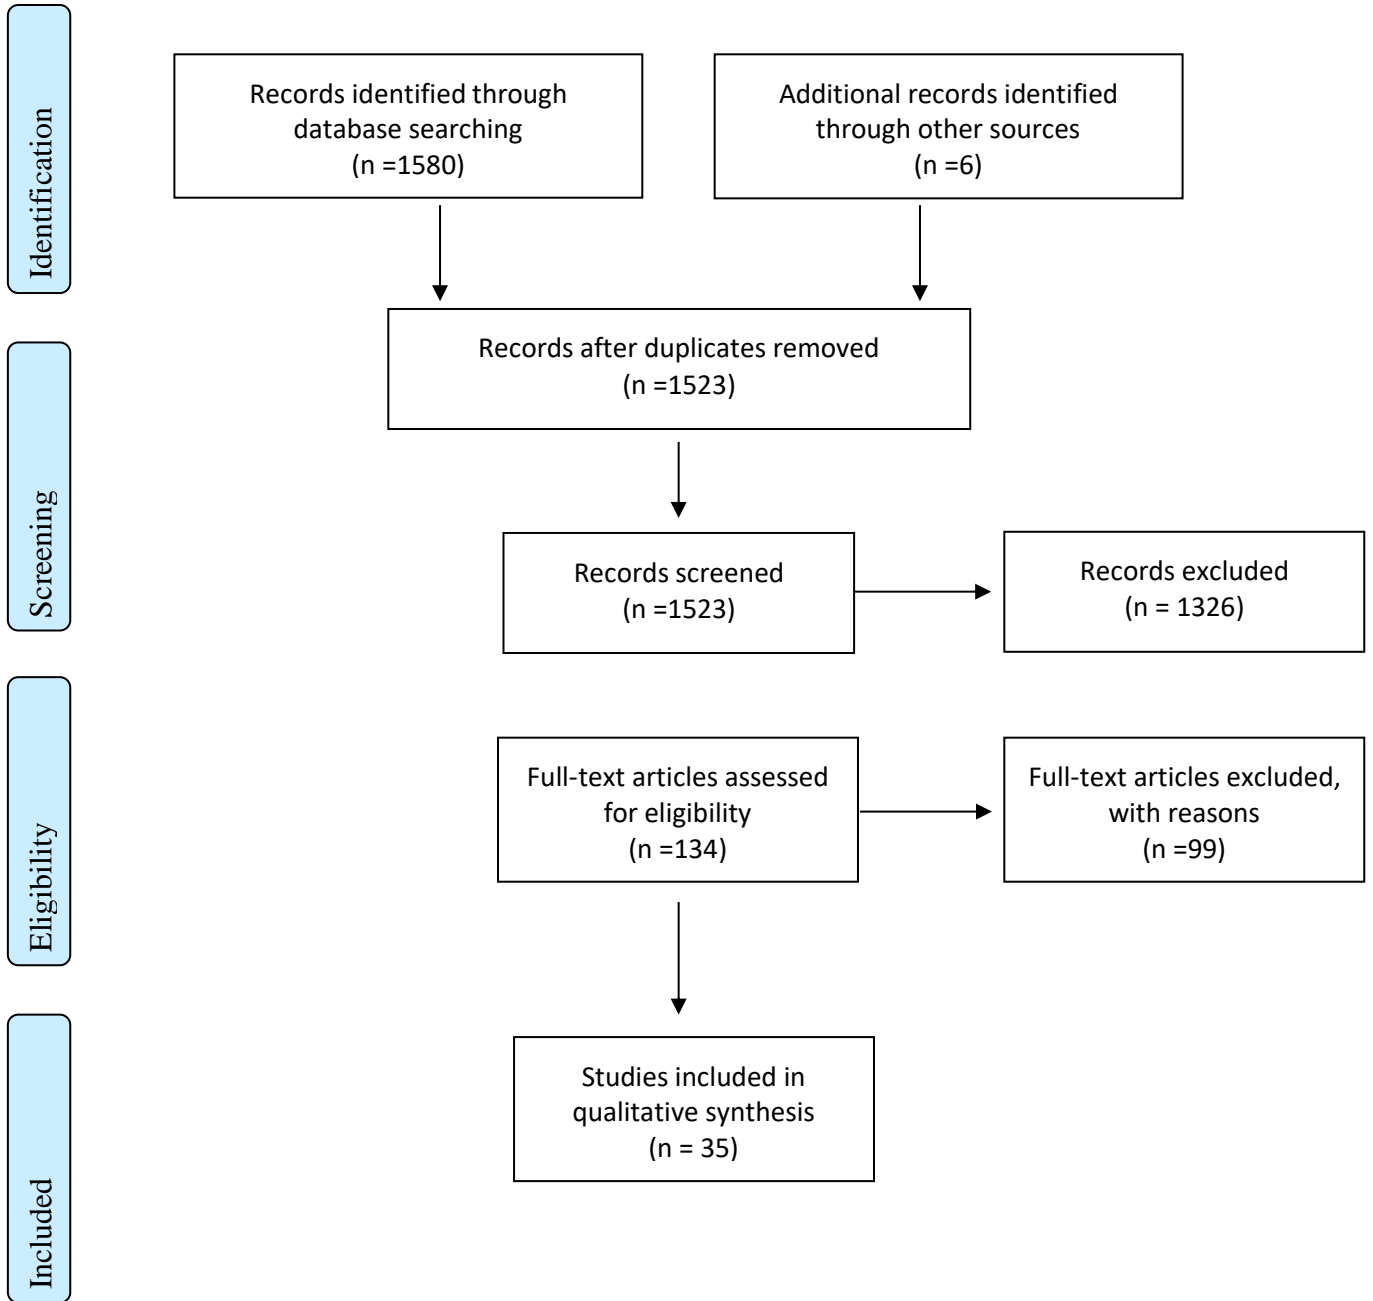 Identification
Records identified through
database searching
(n =1580)
Additional records identified
through other sources
(n =6)
Screening
Records after duplicates removed
(n =1523)
Records screened
(n =1523)
Records excluded
(n = 1326)
Eligibility
Full-text articles assessed
for eligibility
(n =134)
Full-text articles excluded,
with reasons
(n =99)
Included
Studies included in
qualitative synthesis
(n = 35)